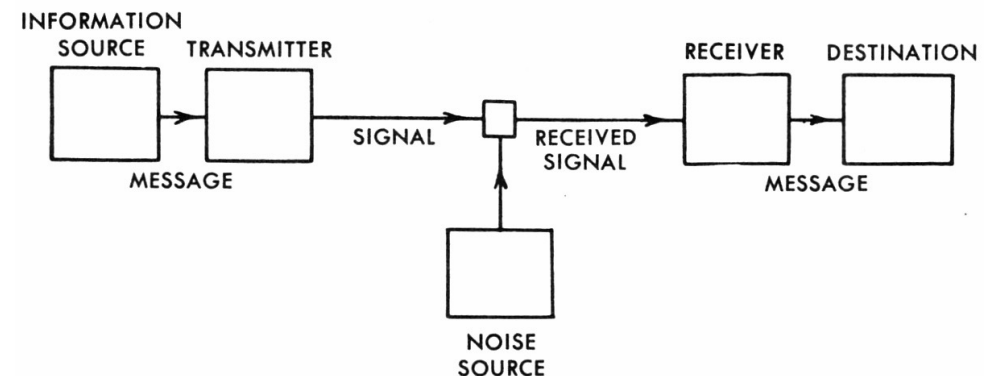 INFORMATION
SOURCE
TRANSMITTER
RECEIVER
DESTINATION
SIGNAL
RECEIVED
SIGNAL
MESSAGE
MESSAGE
NOISE
SOURCE